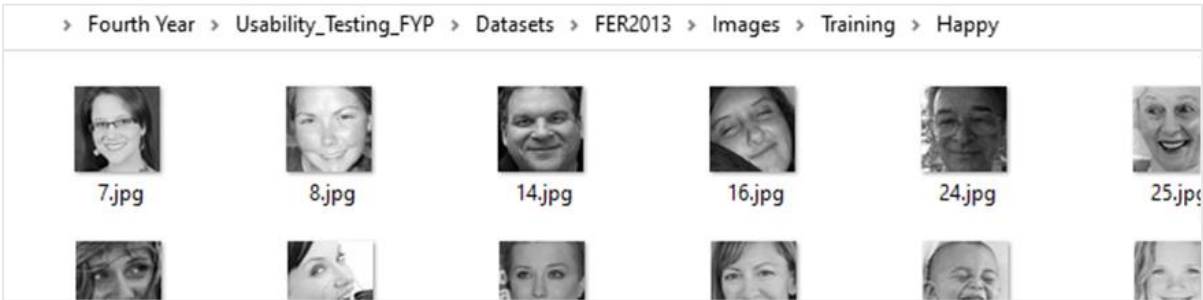 > Fourth Year > Usability_Testing_FYP > Datasets > FER2013 > Images > Training > Happy
7.jpg 8.jpg 14.jpg 16.jpg 24.jpg 25.jp